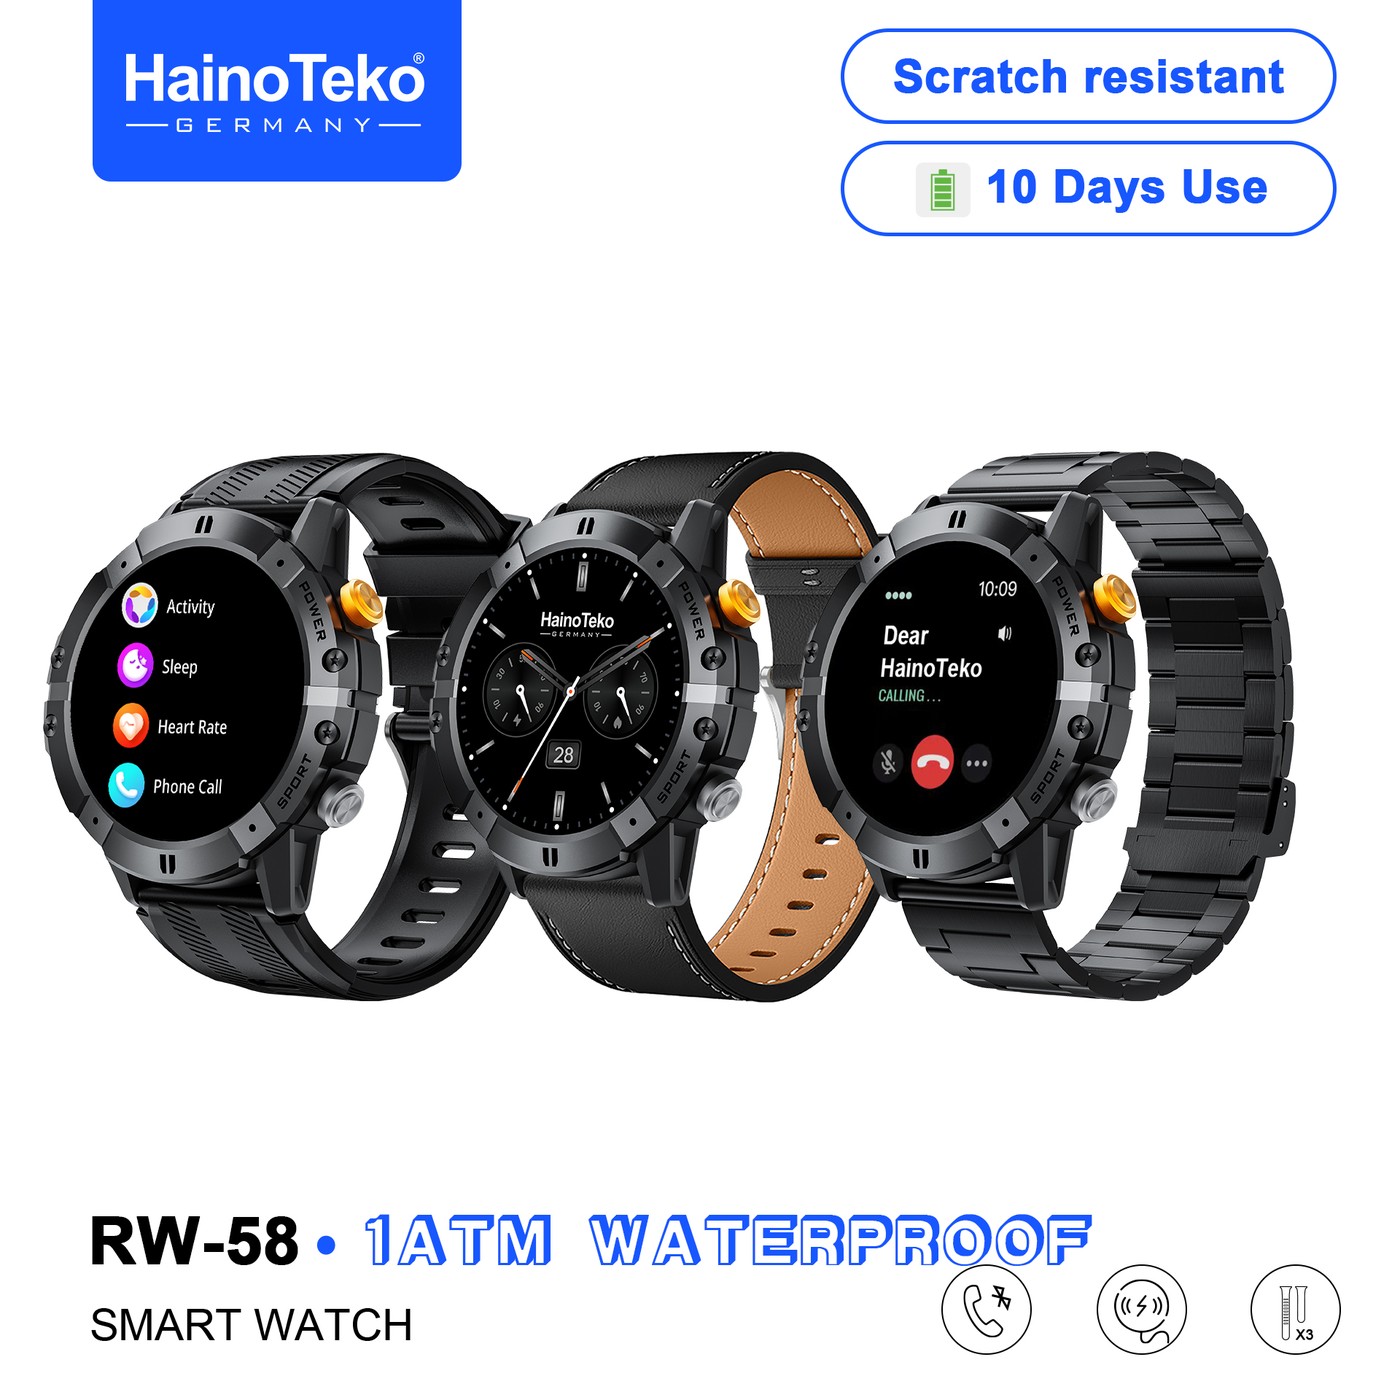 HainoTeko®
GERMANY
Scratch resistant
10 Days Use
Activity
Sleep
Heart Rate
Phone Call
POWER
SPORT
HainoTeko
GERMANY
28
POWER
SPORT
10:09
Dear
HainoTeko
CALLING...
POWER
SPORT
RW-58 • 1ATM WATERPROOF
SMART WATCH
X3